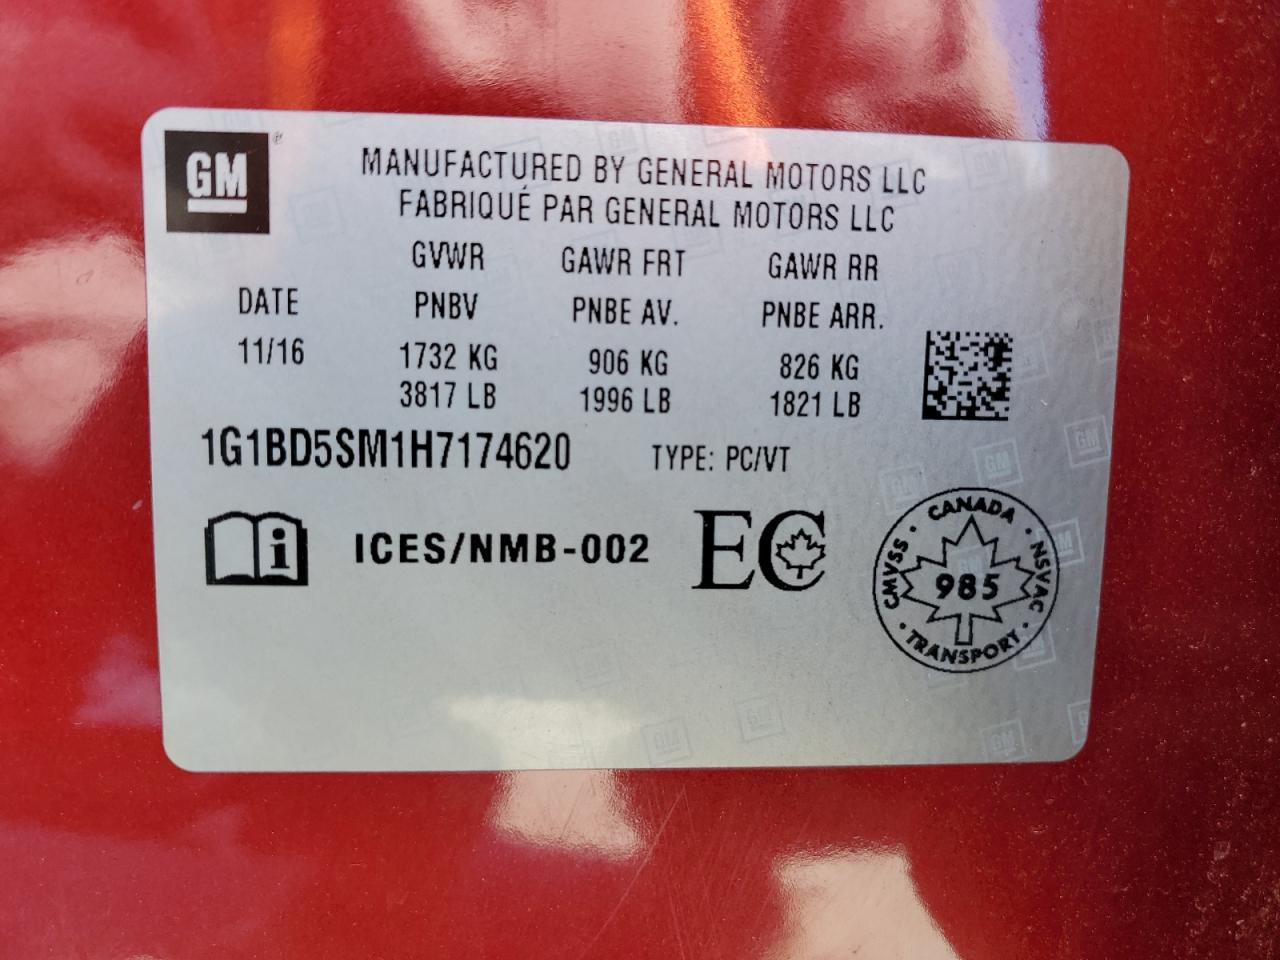 GM
MANUFACTURED BY GENERAL MOTORS LLC
FABRIQUÉ PAR GENERAL MOTORS LLC
GVWR GAWR FRT GAWR RR
DATE PNBV PNBE AV. PNBE ARR.
11/16 1732 KG 906 KG 826 KG
3817 LB 1996 LB 1821 LB
1G1BD5SM1H7174620 TYPE: PC/VT
i ICES/NMB-002 EC
CANADA
CMVSS 985 NSVAC
TRANSPORT